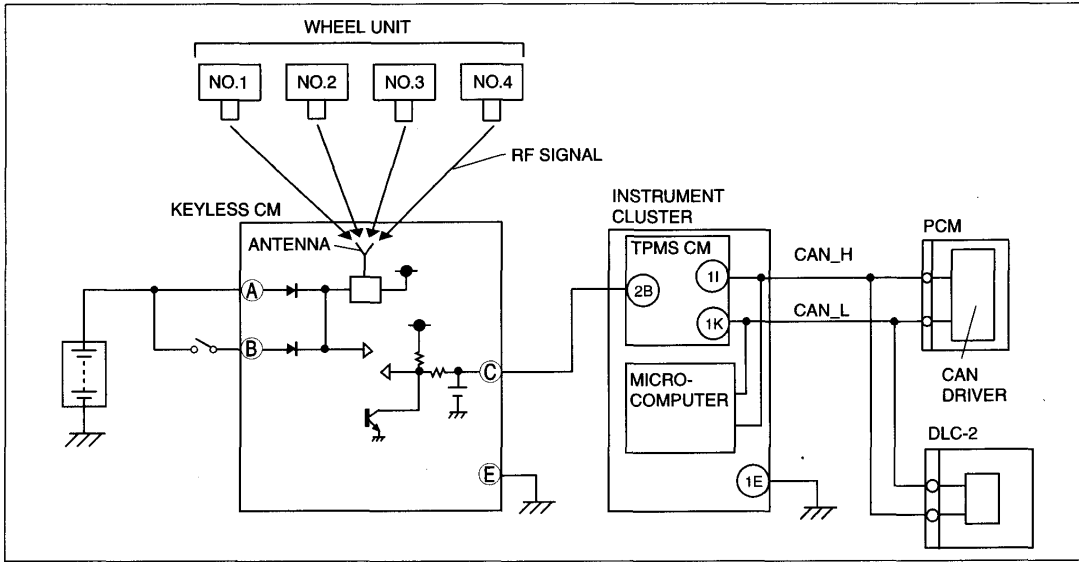 WHEEL UNIT
NO.1
NO.2
NO.3
NO.4
RF SIGNAL
KEYLESS CM
ANTENNA
A
B
C
E
INSTRUMENT
CLUSTER
TPMS CM
2B
1I
1K
MICRO-
COMPUTER
1E
CAN_H
CAN_L
PCM
CAN
DRIVER
DLC-2